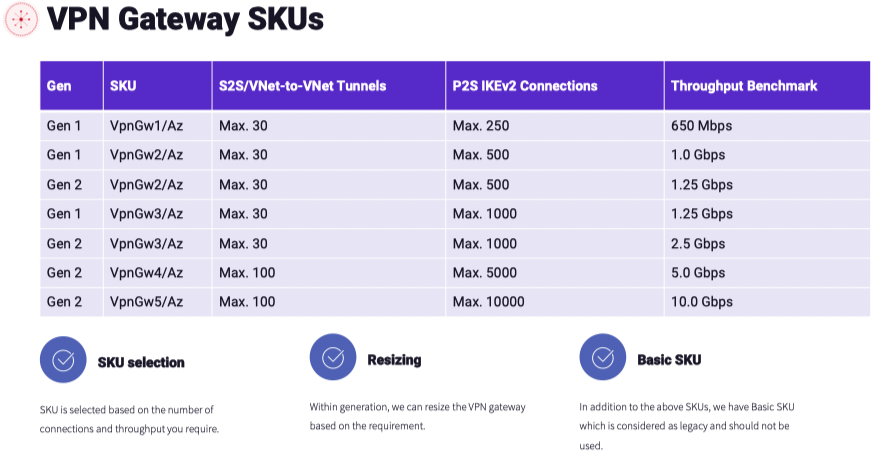 VPN Gateway SKUs
Gen SKU S2S/VNet-to-VNet Tunnels P2S IKEv2 Connections Throughput Benchmark
Gen 1 VpnGw1/Az Max. 30 Max. 250 650 Mbps
Gen 1 VpnGw2/Az Max. 30 Max. 500 1.0 Gbps
Gen 2 VpnGw2/Az Max. 30 Max. 500 1.25 Gbps
Gen 1 VpnGw3/Az Max. 30 Max. 1000 1.25 Gbps
Gen 2 VpnGw3/Az Max. 30 Max. 1000 2.5 Gbps
Gen 2 VpnGw4/Az Max. 100 Max. 5000 5.0 Gbps
Gen 2 VpnGw5/Az Max. 100 Max. 10000 10.0 Gbps
SKU selection
SKU is selected based on the number of
connections and throughput you require.
Resizing
Within generation, we can resize the VPN gateway
based on the requirement.
Basic SKU
In addition to the above SKUs, we have Basic SKU
which is considered as legacy and should not be
used.